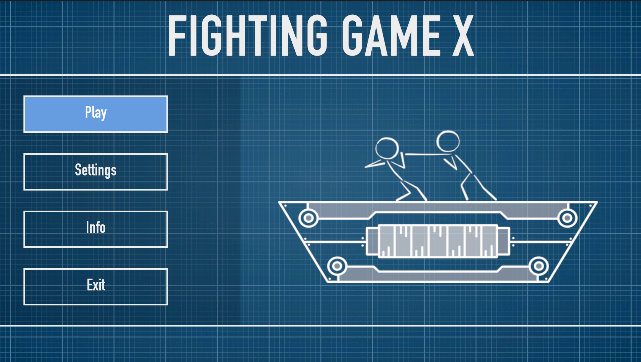 FIGHTING GAME X
Play
Settings
Info
Exit